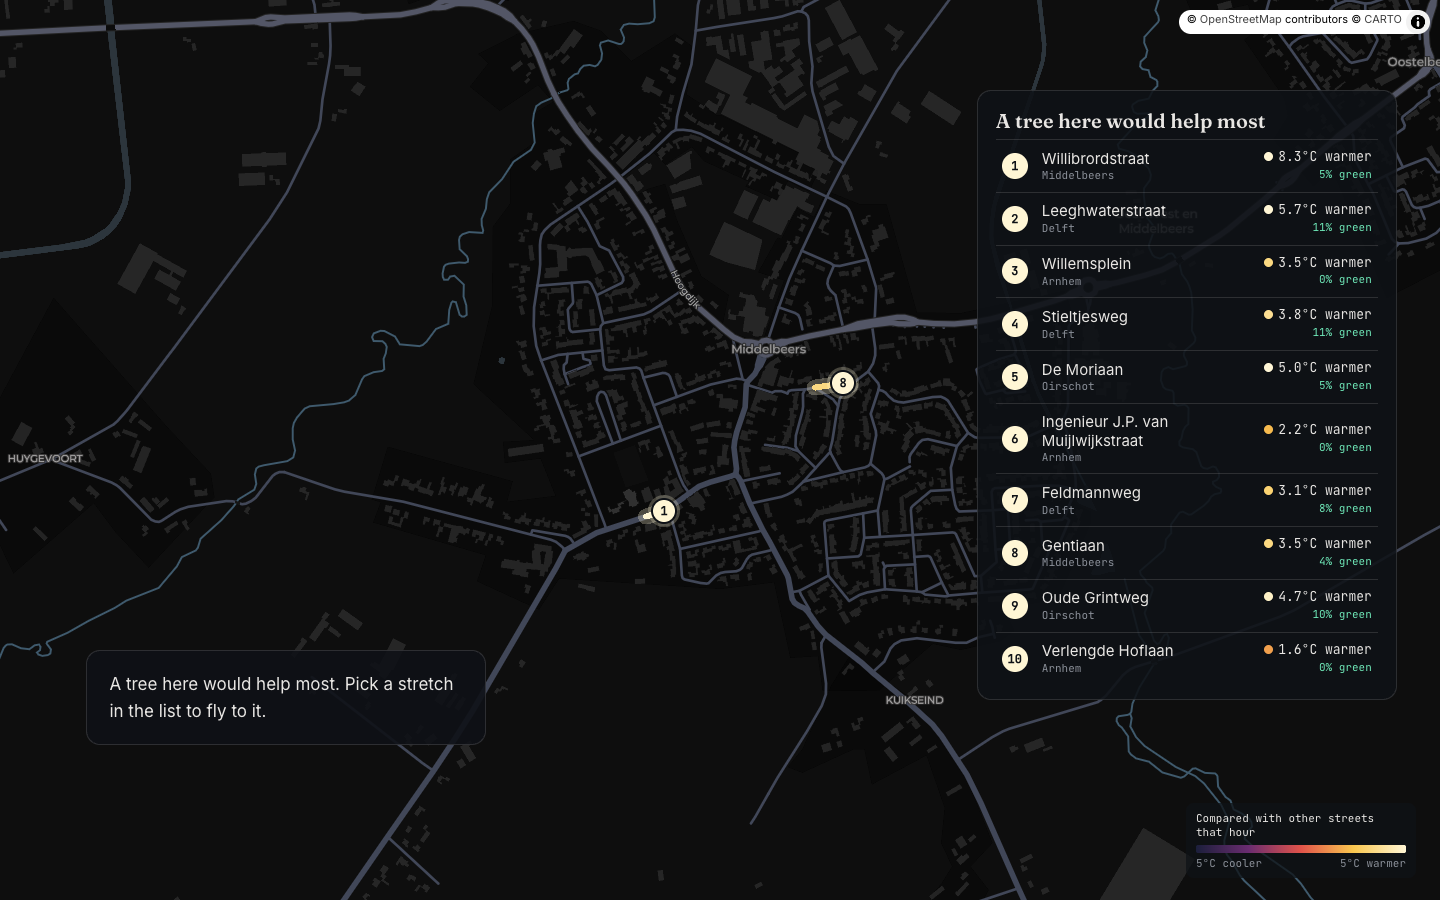 © OpenStreetMap contributors © CARTO
Oostelbe
A tree here would help most
1 Willibrordstraat 8.3°C warmer
Middelbeers 5% green
2 Leeghwaterstraat 5.7°C warmer
Delft 11% green
3 Willemsplein 3.5°C warmer
Arnhem 0% green
4 Stieltjesweg 3.8°C warmer
Delft 11% green
5 De Moriaan 5.0°C warmer
Oirschot 5% green
6 Ingenieur J.P. van
Muijlwijkstraat 2.2°C warmer
Arnhem 0% green
7 Feldmannweg 3.1°C warmer
Delft 8% green
8 Gentiaan 3.5°C warmer
Middelbeers 4% green
9 Oude Grintweg 4.7°C warmer
Oirschot 10% green
10 Verlengde Hoflaan 1.6°C warmer
Arnhem 0% green
Hoogdijk
Middelbeers
8
HUYGEVOORT
1
A tree here would help most. Pick a stretch
in the list to fly to it.
KUIKSEIND
Compared with other streets
that hour
5°C cooler 5°C warmer